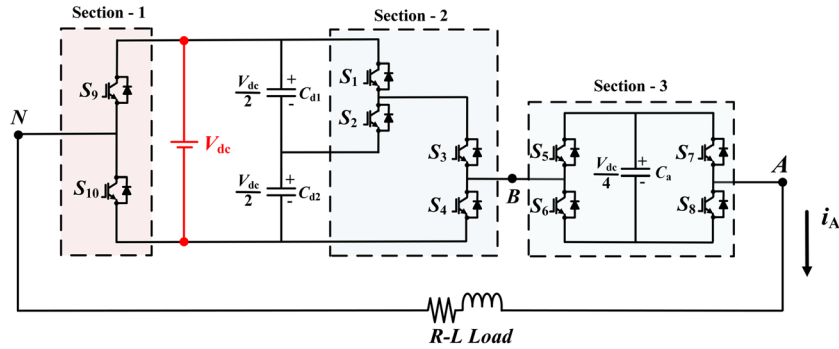 Section - 1
Section - 2
Section - 3
S9
S10
N
Vdc
Vdc
2
+
-
Cd1
Vdc
2
+
-
Cd2
S1
S2
S3
S4
B
S5
S6
Vdc
4
+
-
Ca
S7
S8
A
iA
R-L Load